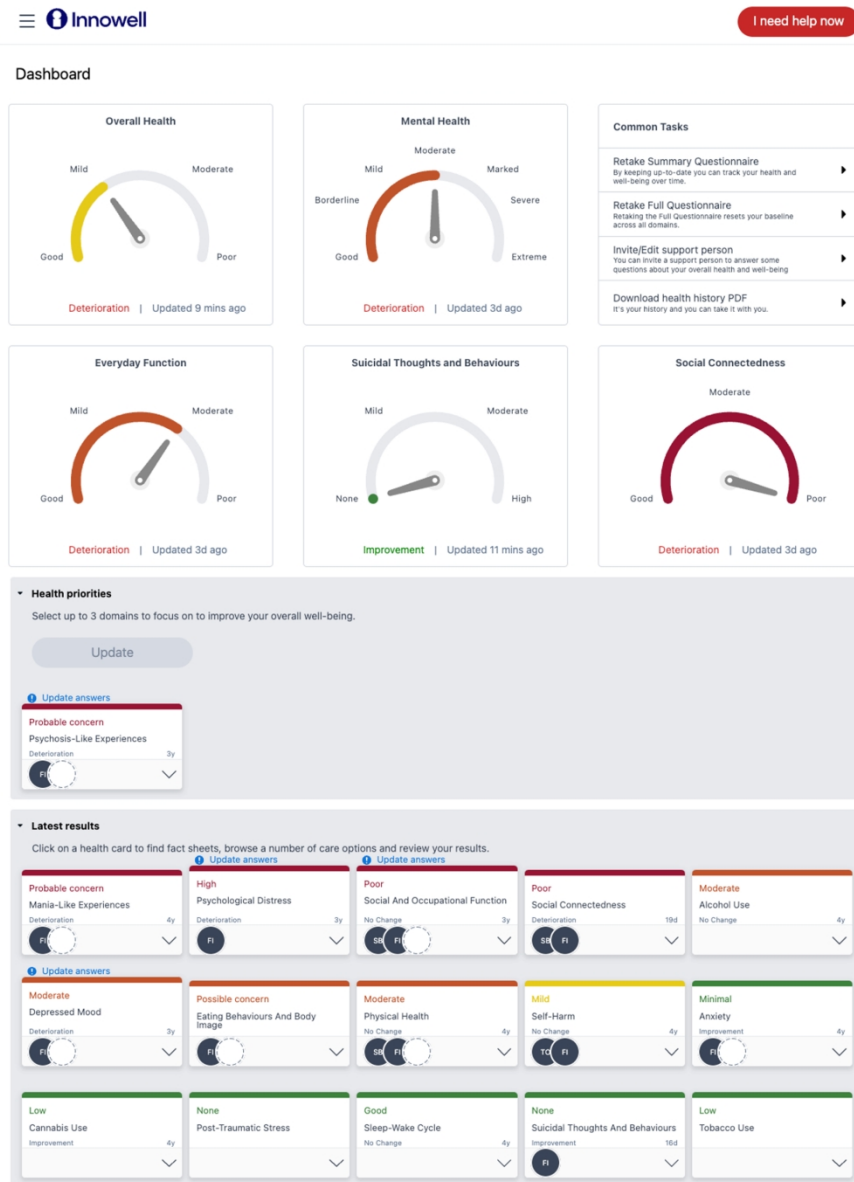 Innowell
I need help now
Dashboard
Overall Health
Mild
Moderate
Good
Poor
Deterioration | Updated 9 mins ago
Mental Health
Moderate
Mild
Marked
Borderline
Severe
Good
Extreme
Deterioration | Updated 3d ago
Common Tasks
Retake Summary Questionnaire
By keeping up-to-date you can track your health and
well-being over time.
Retake Full Questionnaire
Retaking the Full Questionnaire resets your baseline
across all domains.
Invite/Edit support person
You can invite a support person to answer some
questions about your overall health and well-being
Download health history PDF
It's your history and you can take it with you.
Everyday Function
Mild
Moderate
Good
Poor
Deterioration | Updated 3d ago
Suicidal Thoughts and Behaviours
Mild
Moderate
None
High
Improvement | Updated 11 mins ago
Social Connectedness
Moderate
Good
Poor
Deterioration | Updated 3d ago
Health priorities
Select up to 3 domains to focus on to improve your overall well-being.
Update
Update answers
Probable concern
Psychosis-Like Experiences
Deterioration 3y
FI
Latest results
Click on a health card to find fact sheets, browse a number of care options and review your results.
Probable concern
Mania-Like Experiences
Deterioration 4y
FI
Update answers
High
Psychological Distress
Deterioration 3y
FI
Update answers
Poor
Social And Occupational Function
No Change 3y
SB FI
Poor
Social Connectedness
Deterioration 19d
SB FI
Moderate
Alcohol Use
No Change 4y
Update answers
Moderate
Depressed Mood
Deterioration 3y
FI
Possible concern
Eating Behaviours And Body
Image
FI
Moderate
Physical Health
No Change 4y
SB FI
Mild
Self-Harm
No Change 4y
TC FI
Minimal
Anxiety
Improvement 4y
FI
Low
Cannabis Use
Improvement 4y
None
Post-Traumatic Stress
Good
Sleep-Wake Cycle
No Change 4y
None
Suicidal Thoughts And Behaviours
Improvement 16d
FI
Low
Tobacco Use